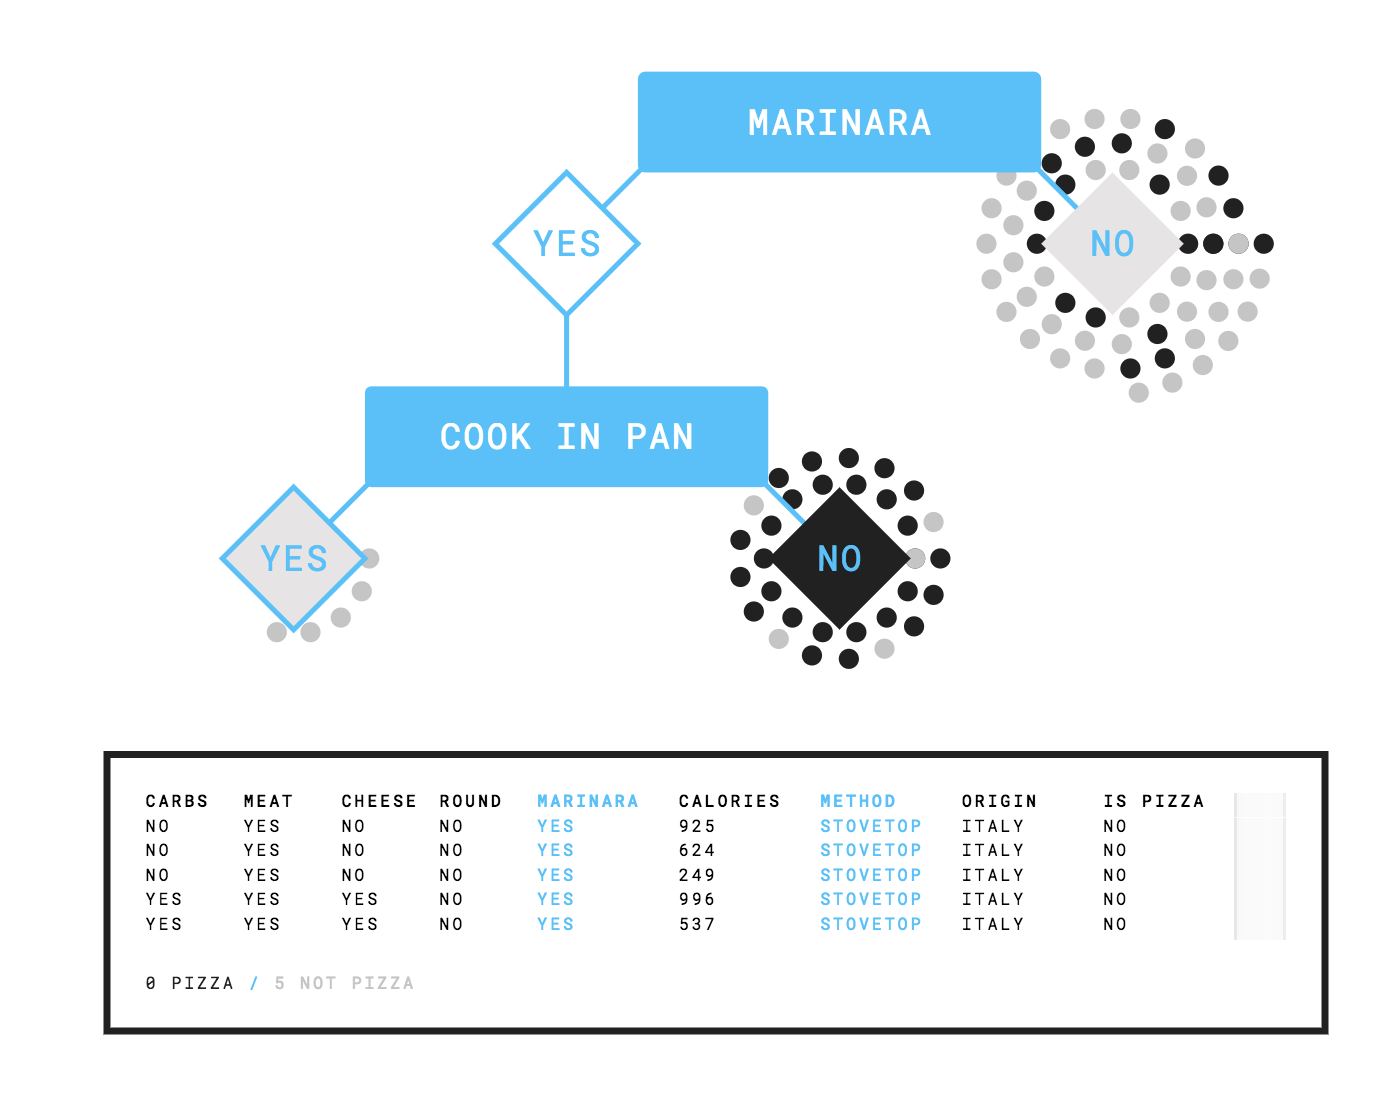 MARINARA
YES
NO
COOK IN PAN
YES
NO
CARBS MEAT CHEESE ROUND MARINARA CALORIES METHOD ORIGIN IS PIZZA
NO YES NO NO YES 925 STOVETOP ITALY NO
NO YES NO NO YES 624 STOVETOP ITALY NO
NO YES NO NO YES 249 STOVETOP ITALY NO
YES YES YES NO YES 996 STOVETOP ITALY NO
YES YES YES NO YES 537 STOVETOP ITALY NO
0 PIZZA / 5 NOT PIZZA